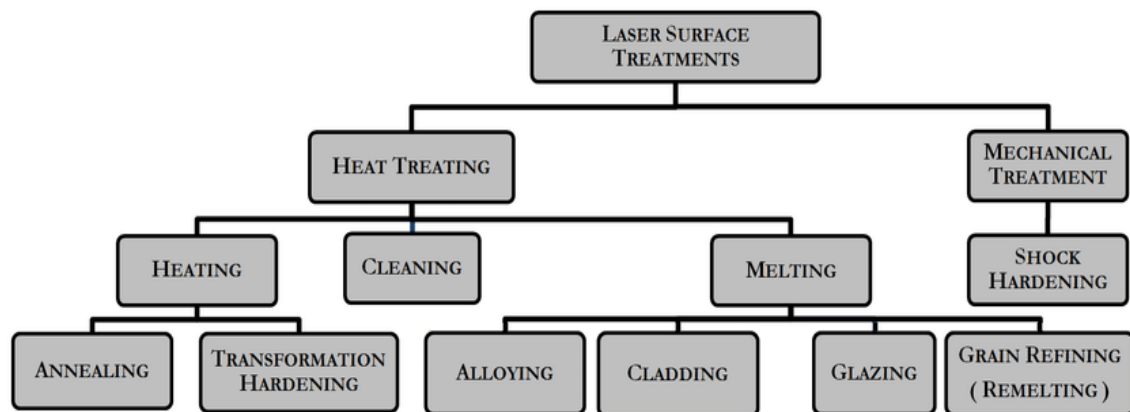 LASER SURFACE
TREATMENTS
HEAT TREATING
MECHANICAL
TREATMENT
HEATING
CLEANING
MELTING
SHOCK
HARDENING
ANNEALING
TRANSFORMATION
HARDENING
ALLOYING
CLADDING
GLAZING
GRAIN REFINING
( REMELTING )